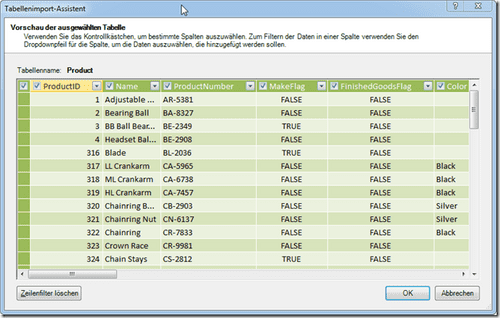 Tabellenimport-Assistent
Vorschau der ausgewählten Tabelle
Verwenden Sie das Kontrollkästchen, um bestimmte Spalten auszuwählen. Zum Filtern der Daten in einer Spalte verwenden Sie den
Dropdownpfeil für die Spalte, um die Daten auszuwählen, die hinzugefügt werden sollen.
Tabellenname: Product
ProductID Name ProductNumber MakeFlag FinishedGoodsFlag Color
1 Adjustable ... AR-5381 FALSE FALSE
2 Bearing Ball BA-8327 FALSE FALSE
3 BB Ball Bear... BE-2349 TRUE FALSE
4 Headset Bal... BE-2908 FALSE FALSE
316 Blade BL-2036 TRUE FALSE
317 LL Crankarm CA-5965 FALSE FALSE Black
318 ML Crankarm CA-6738 FALSE FALSE Black
319 HL Crankarm CA-7457 FALSE FALSE Black
320 Chainring B... CB-2903 FALSE FALSE Silver
321 Chainring Nut CN-6137 FALSE FALSE Silver
322 Chainring CR-7833 FALSE FALSE Black
323 Crown Race CR-9981 FALSE FALSE
324 Chain Stays CS-2812 TRUE FALSE
Zeilenfilter löschen OK Abbrechen